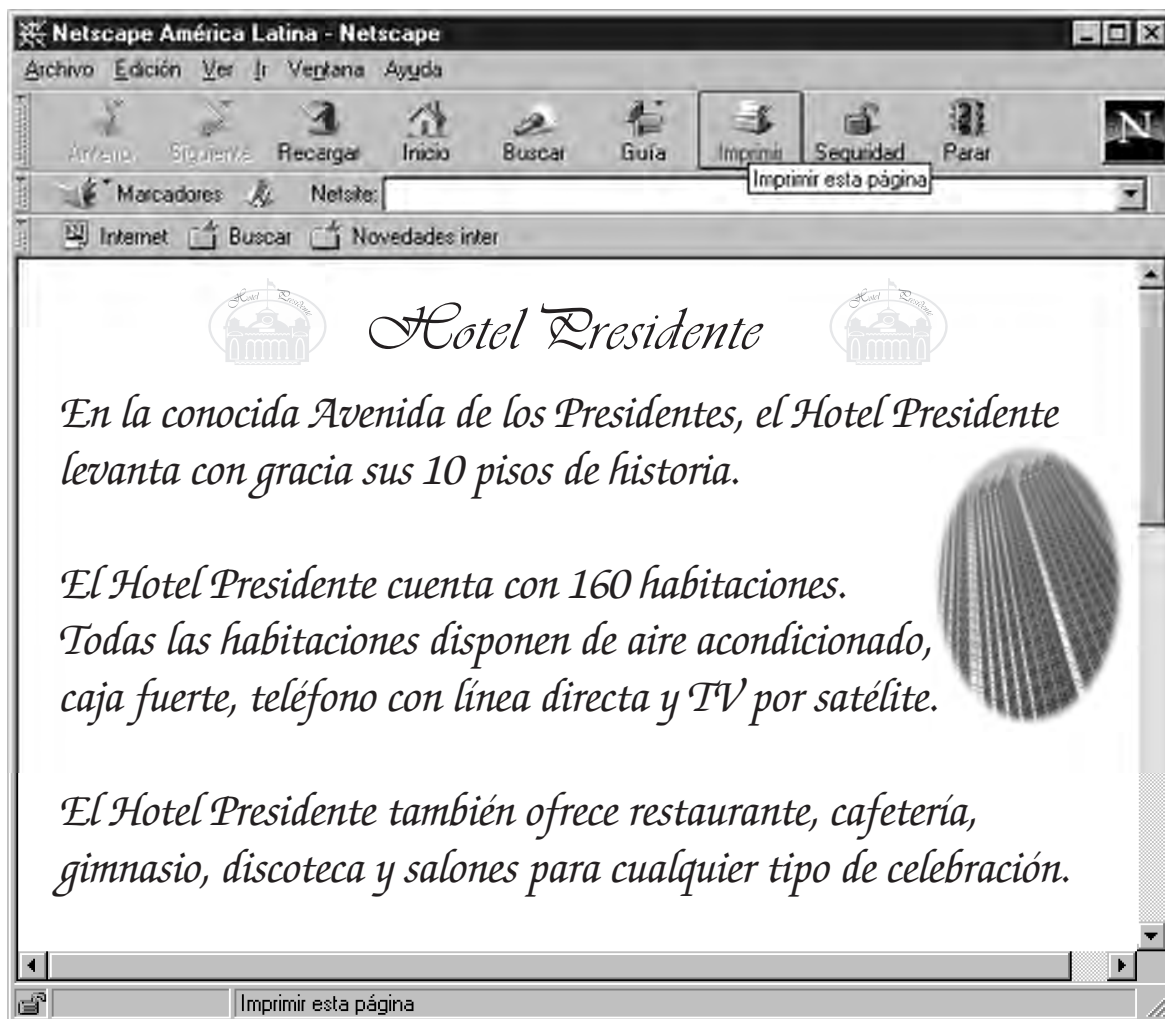 Netscape América Latina - Netscape
Archivo Edición Ver Ir Ventana Ayuda
Anterior Siguiente Recargar Inicio Buscar Guía Imprimir Seguridad Parar N
Imprimir esta página
Marcadores Netsite:
Internet Buscar Novedades inter
Hotel Presidente Hotel Presidente Hotel Presidente
En la conocida Avenida de los Presidentes, el Hotel Presidente
levanta con gracia sus 10 pisos de historia.
El Hotel Presidente cuenta con 160 habitaciones.
Todas las habitaciones disponen de aire acondicionado,
caja fuerte, teléfono con línea directa y TV por satélite.
El Hotel Presidente también ofrece restaurante, cafetería,
gimnasio, discoteca y salones para cualquier tipo de celebración.
Imprimir esta página